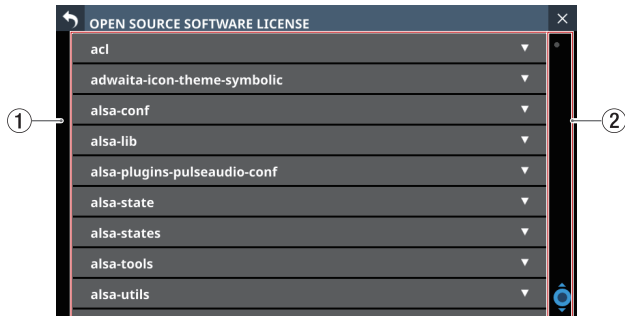 OPEN SOURCE SOFTWARE LICENSE
acl
adwaita-icon-theme-symbolic
alsa-conf
1
2
alsa-lib
alsa-plugins-pulseaudio-conf
alsa-state
alsa-states
alsa-tools
alsa-utils